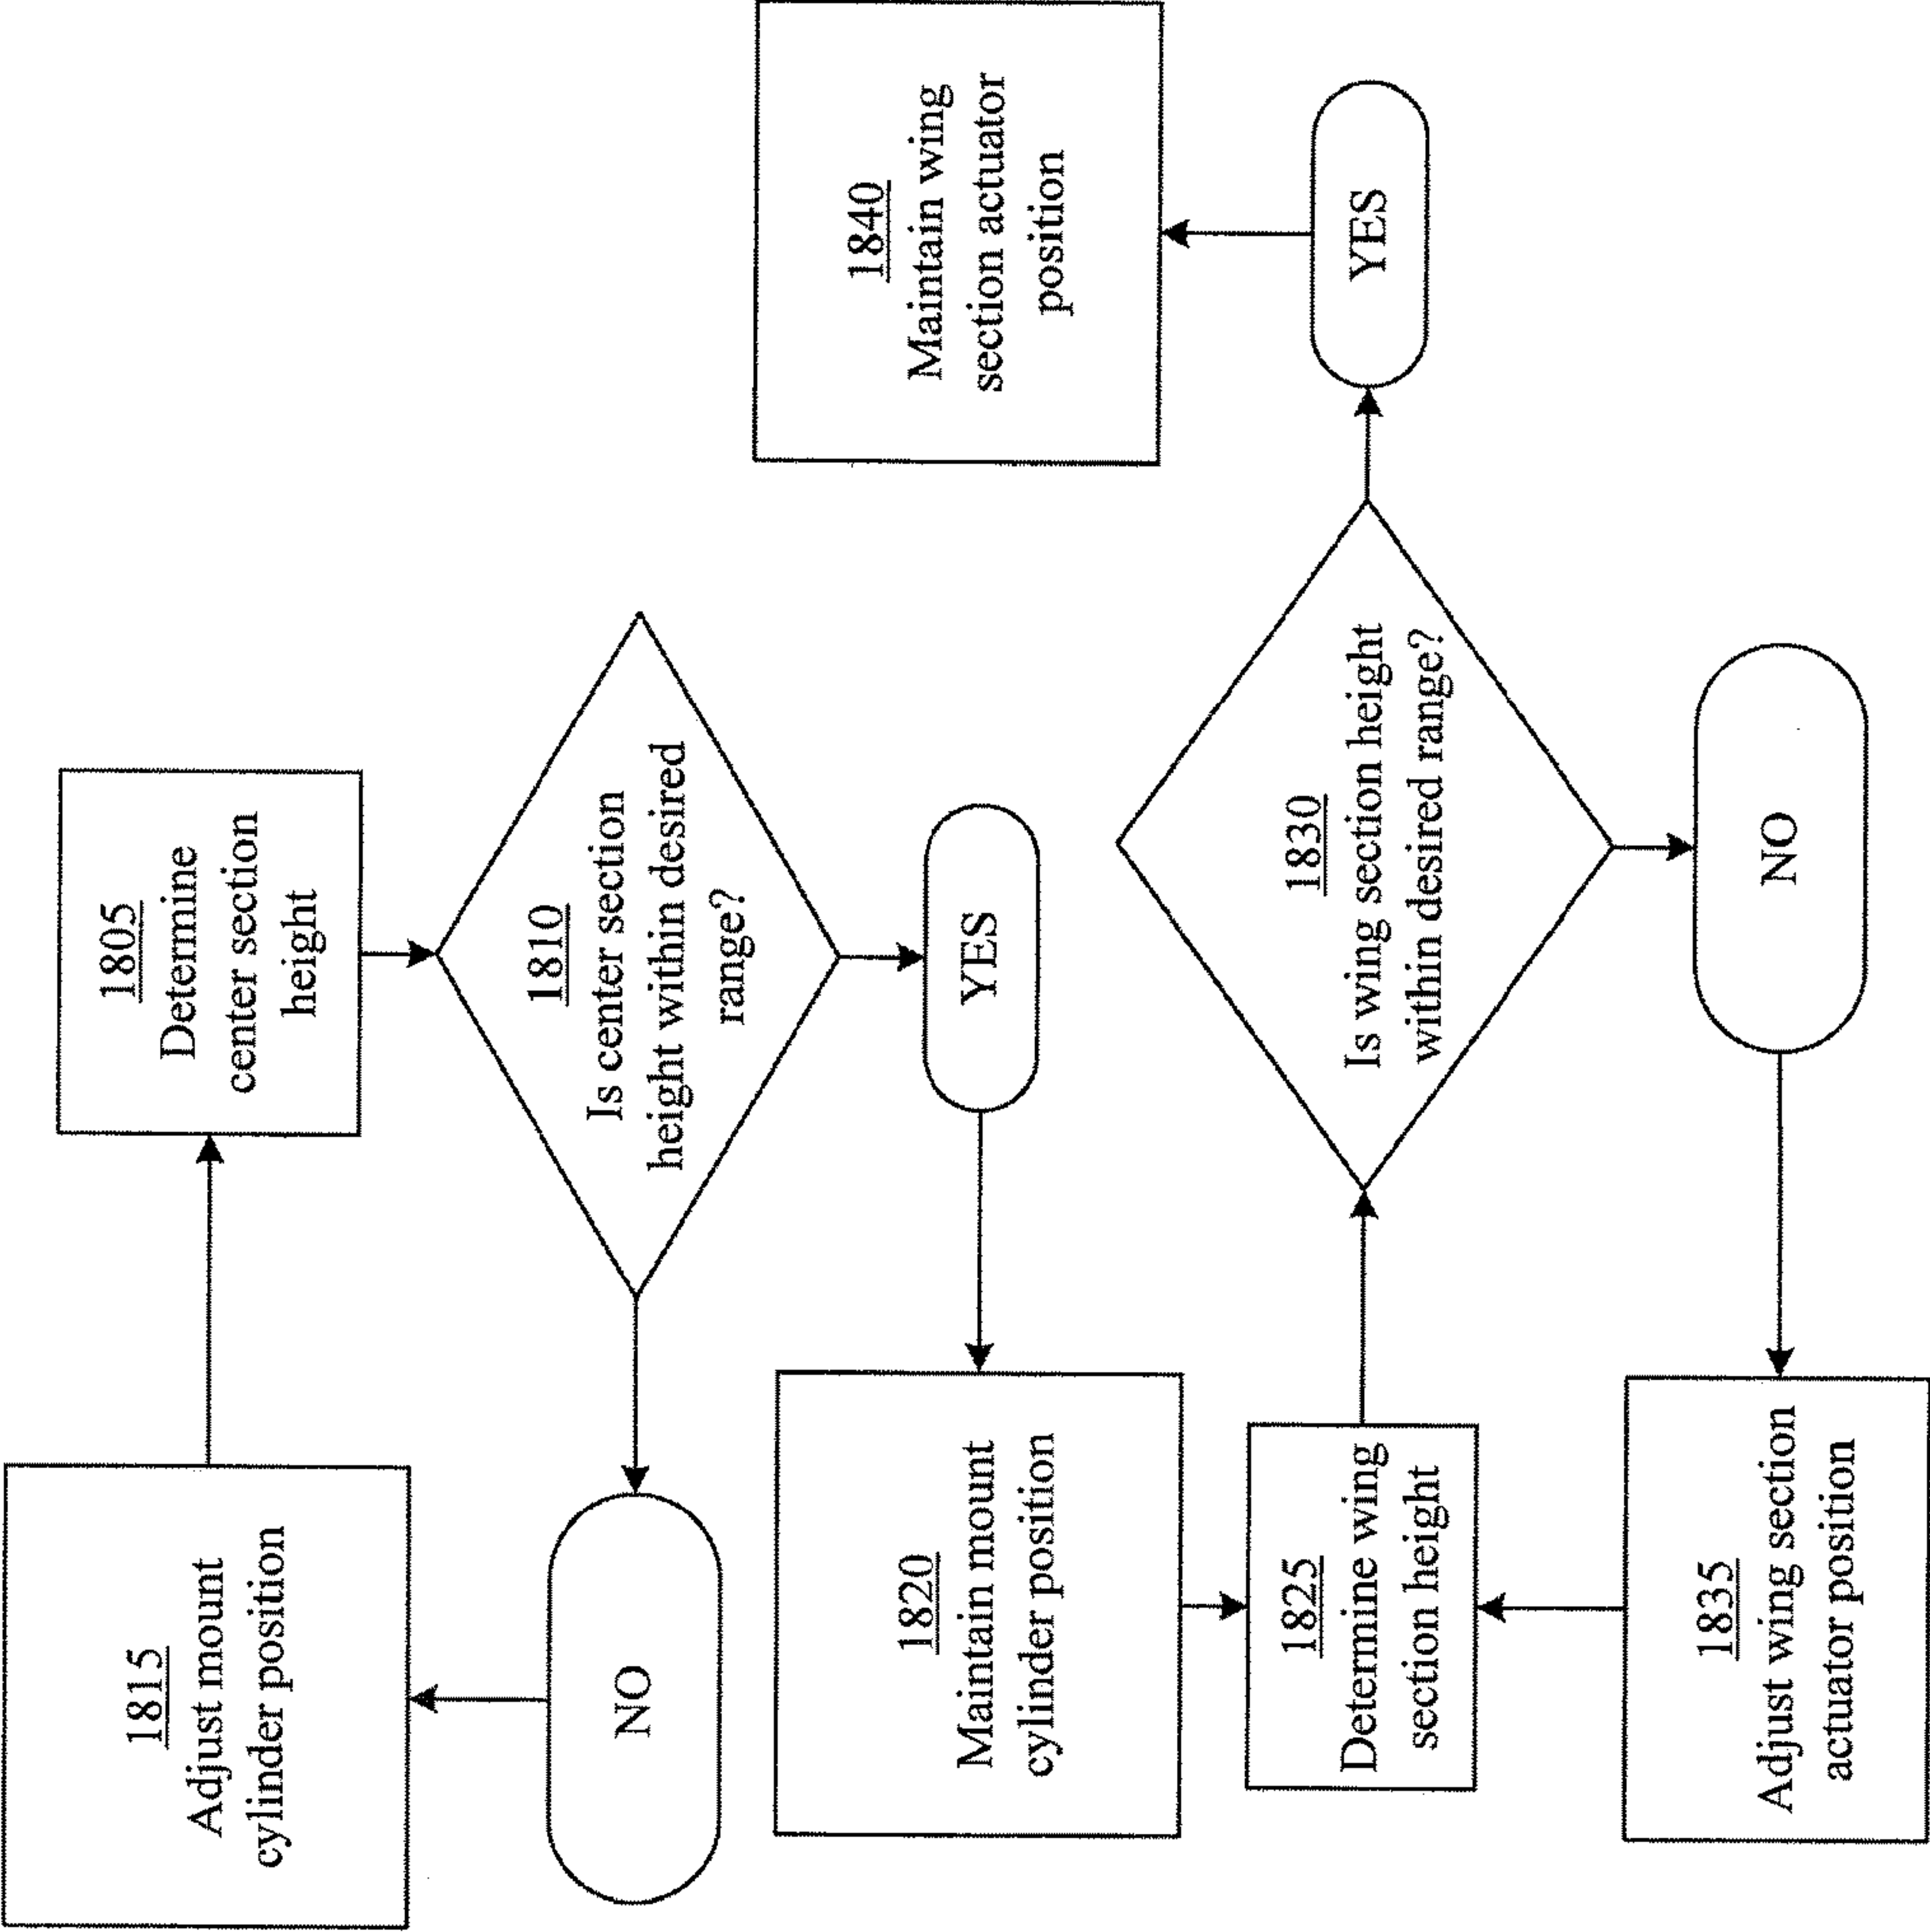 1805
Determine
center section
height
1810
Is center section
height within desired
range?
NO
1815
Adjust mount
cylinder position
YES
1820
Maintain mount
cylinder position
1825
Determine wing
section height
1830
Is wing section height
within desired range?
NO
1835
Adjust wing section
actuator position
YES
1840
Maintain wing
section actuator
position